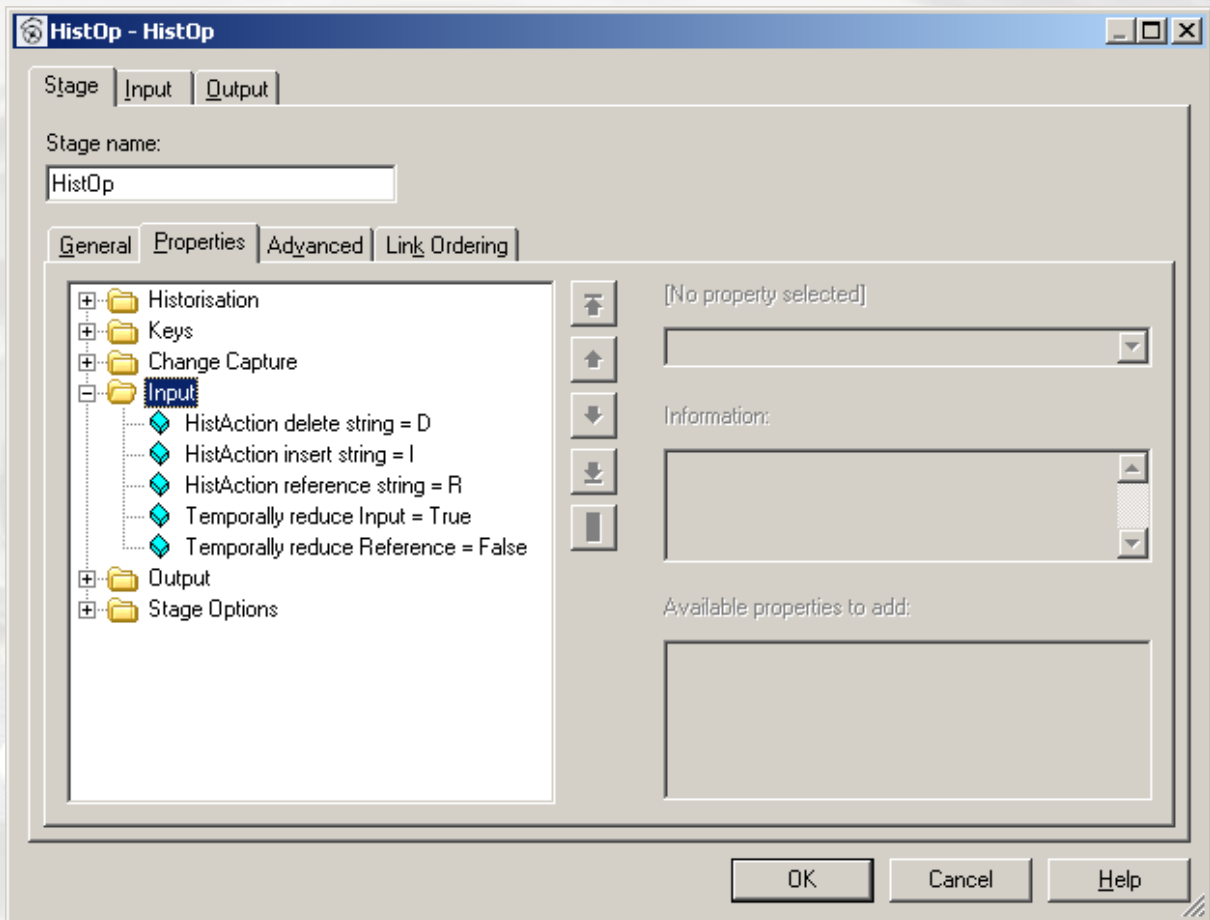 HistOp - HistOp
Stage Input Output
Stage name:
HistOp
General Properties Advanced Link Ordering
Historisation
Keys
Change Capture
Input
HistAction delete string = D
HistAction insert string = I
HistAction reference string = R
Temporally reduce Input = True
Temporally reduce Reference = False
Output
Stage Options
[No property selected]
Information:
Available properties to add:
OK Cancel Help